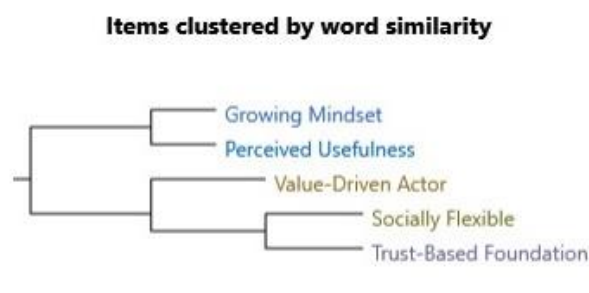 Items clustered by word similarity
Growing Mindset
Perceived Usefulness
Value-Driven Actor
Socially Flexible
Trust-Based Foundation